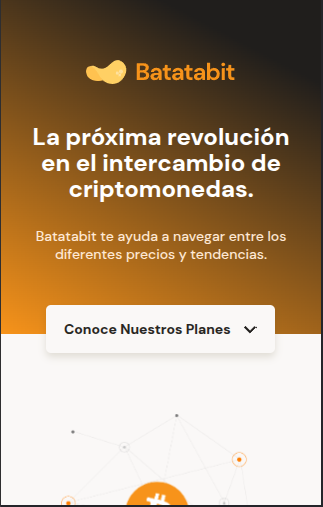 Batatabit
La próxima revolución
en el intercambio de
criptomonedas.
Batatabit te ayuda a navegar entre los
diferentes precios y tendencias.
Conoce Nuestros Planes